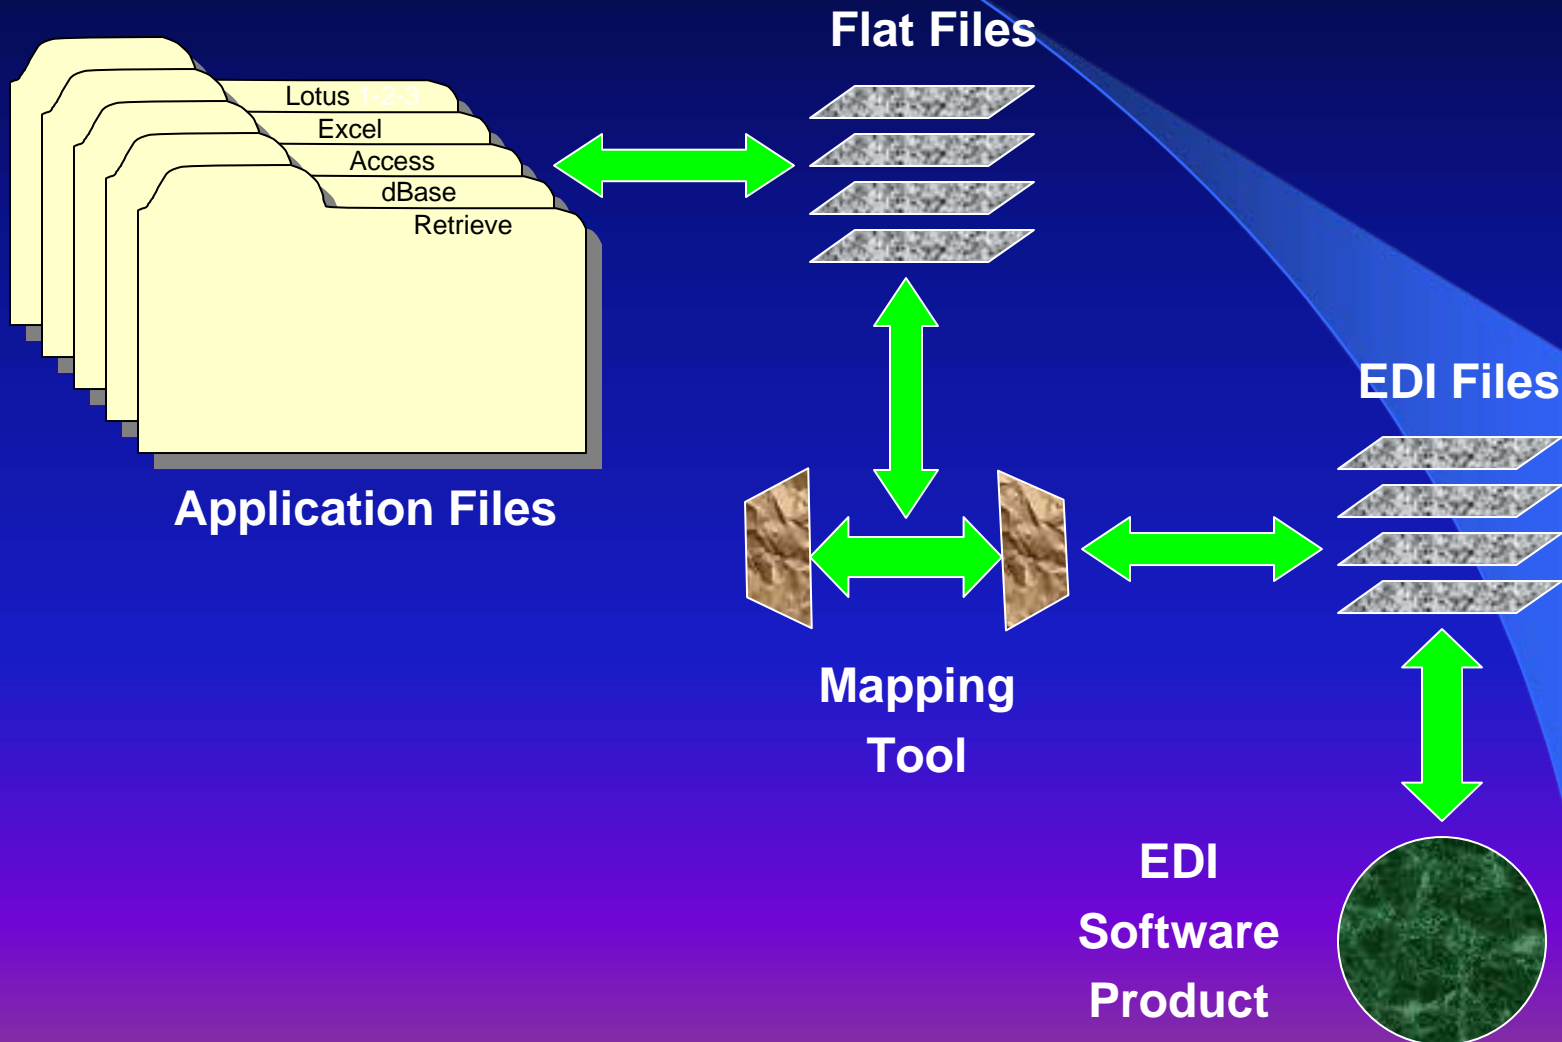 Flat Files
Lotus 1-2-3
Excel
Access
dBase
Retrieve
Application Files
EDI Files
Mapping
Tool
EDI
Software
Product